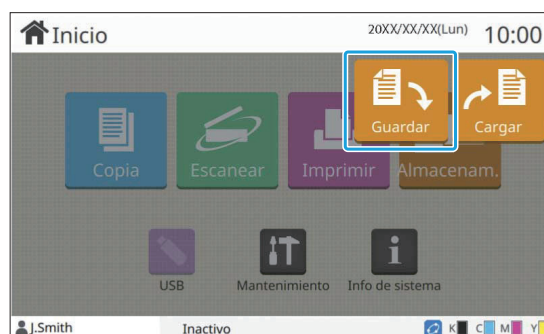 Inicio
20XX/XX/XX(Lun)
10:00
Guardar
Cargar
Copia
Escanear
Imprimir
Almacenam.
USB
Mantenimiento
Info de sistema
J.Smith
Inactivo
K
C
M
Y